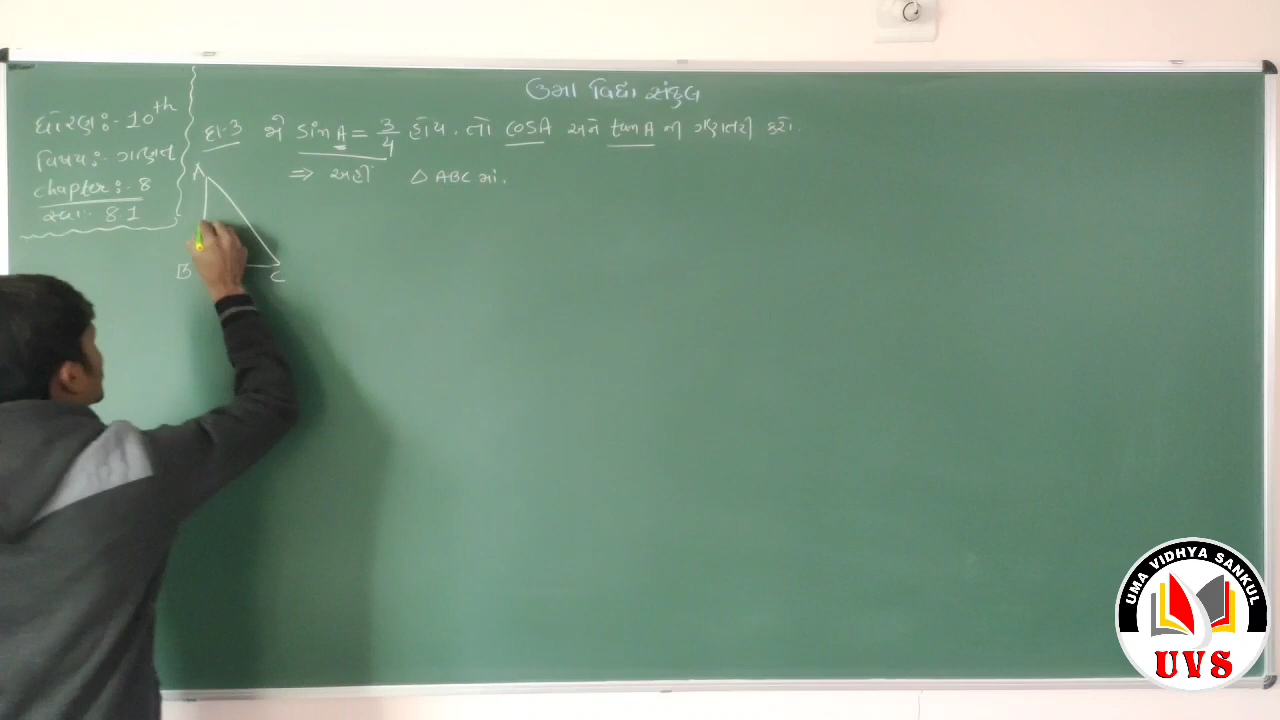 ઉમા વિદ્યા સંકુલ
ધોરણ:- 10th
વિષય:- ગણિત
chapter:- 8
સ્વા:- 8.1
દા-3 જો sin A = 3/4 હોય. તો cosA અને tan A ની ગણતરી કરો.
⇒ અહીં △ ABC માં.
A
B C
UMA VIDHYA SANKUL
UVS